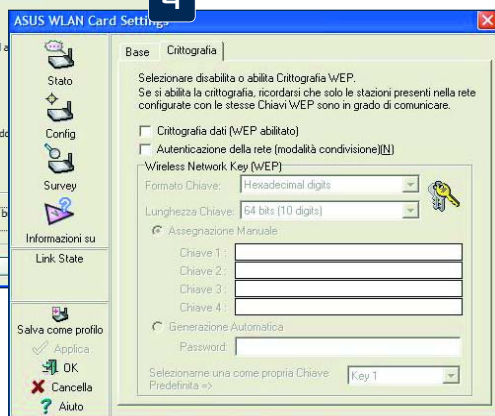 4
ASUS WLAN Card Settings
Stato
Config
Survey
Informazioni su
Link State
Salva come profilo
Applica
OK
Cancella
Aiuto
Base
Crittografia
Selezionare disabilita o abilita Crittografia WEP.
Se si abilita la crittografia, ricordarsi che solo le stazioni presenti nella rete
configurate con le stesse Chiavi WEP sono in grado di comunicare.
Crittografia dati (WEP abilitato)
Autenticazione della rete (modalità condivisione)(N)
Wireless Network Key (WEP)
Formato Chiave: Hexadecimal digits
Lunghezza Chiave: 64 bits (10 digits)
Assegnazione Manuale
Chiave 1 :
Chiave 2 :
Chiave 3 :
Chiave 4 :
Generazione Automatica
Password:
Selezionarne una come propria Chiave
Predefinita => Key 1